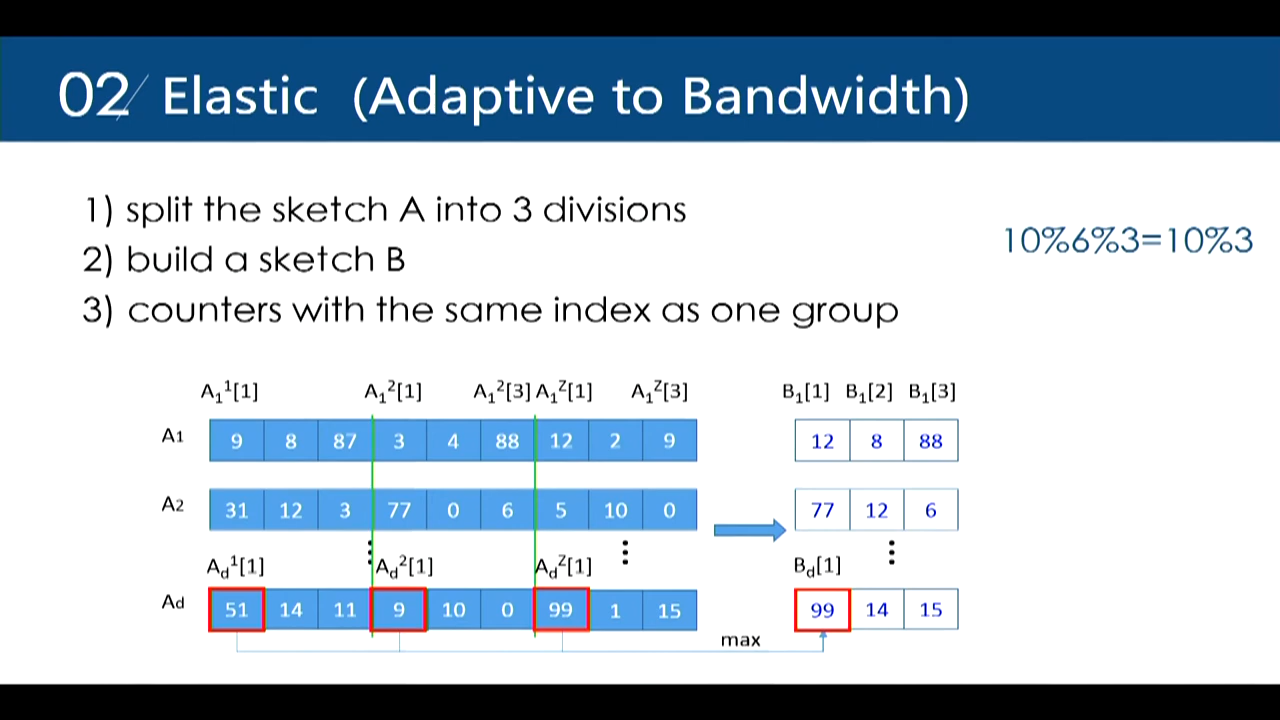 02 Elastic (Adaptive to Bandwidth)
1) split the sketch A into 3 divisions
2) build a sketch B
3) counters with the same index as one group
10%6%3=10%3
A₁¹[1] A₁²[1] A₁²[3] A₁ᶻ[1] A₁ᶻ[3] B₁[1] B₁[2] B₁[3]
A1 9 8 87 3 4 88 12 2 9 12 8 88
A2 31 12 3 77 0 6 5 10 0 77 12 6
A_d¹[1] A_d²[1] A_dᶻ[1] B_d[1]
Ad 51 14 11 9 10 0 99 1 15 99 14 15
max